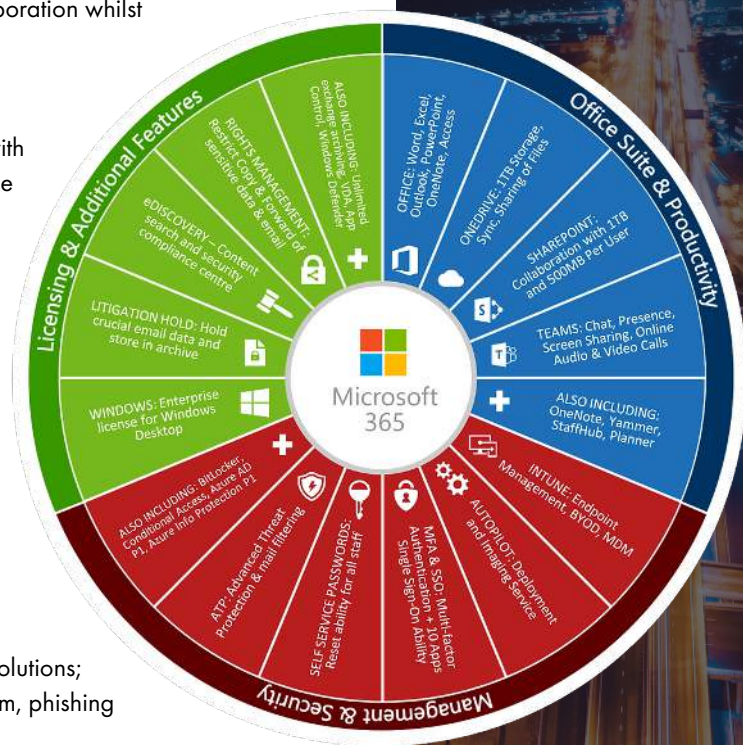 oration whilst
ith
e
olutions;
m, phishing
Microsoft
365
Office Suite & Productivity
OFFICE: Word, Excel,
Outlook, PowerPoint,
OneNote, Access
ONEDRIVE: 1TB Storage,
Sync, Sharing of Files
SHAREPOINT:
Collaboration with 1TB
and 500MB Per User
TEAMS: Chat, Presence,
Screen Sharing, Online
Audio & Video Calls
ALSO INCLUDING:
OneNote, Yammer,
StaffHub, Planner
Management & Security
INTUNE: Endpoint
Management, BYOD, MDM
AUTOPILOT: Deployment
and Imaging Service
MFA & SSO: Multi-factor
Authentication + 10 Apps
Single Sign-On Ability
SELF SERVICE PASSWORDS:
Reset ability for all staff
ATP: Advanced Threat
Protection & mail filtering
ALSO INCLUDING: BitLocker,
Conditional Access, Azure AD
P1, Azure Info Protection P1
Licensing & Additional Features
WINDOWS: Enterprise
license for Windows
Desktop
LITIGATION HOLD: Hold
crucial email data and
store in archive
eDISCOVERY – Content
search and security
compliance centre
RIGHTS MANAGEMENT:
Restrict Copy & Forward of
sensitive data & email
ALSO INCLUDING: Unlimited
exchange archiving, VDA, App
Control, Windows Defender